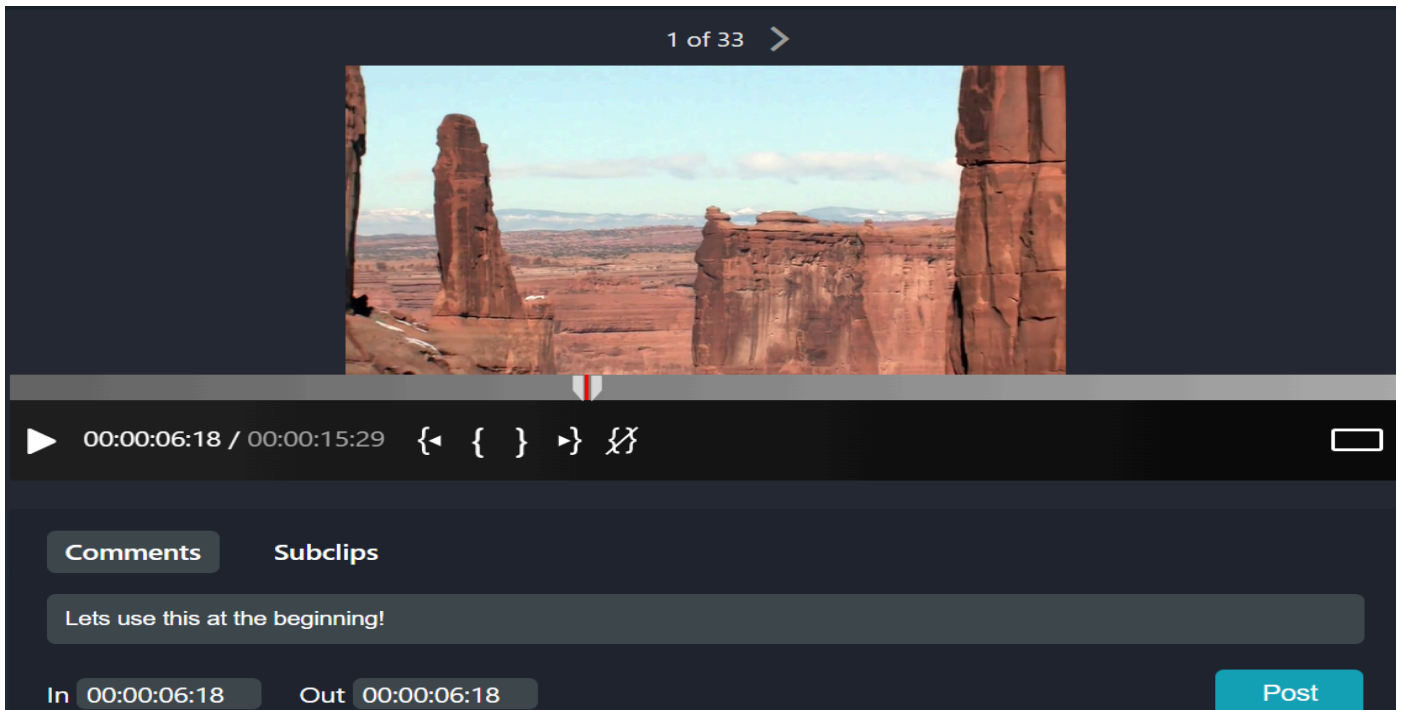 1 of 33
00:00:06:18 / 00:00:15:29
Comments Subclips
Lets use this at the beginning!
In 00:00:06:18 Out 00:00:06:18 Post